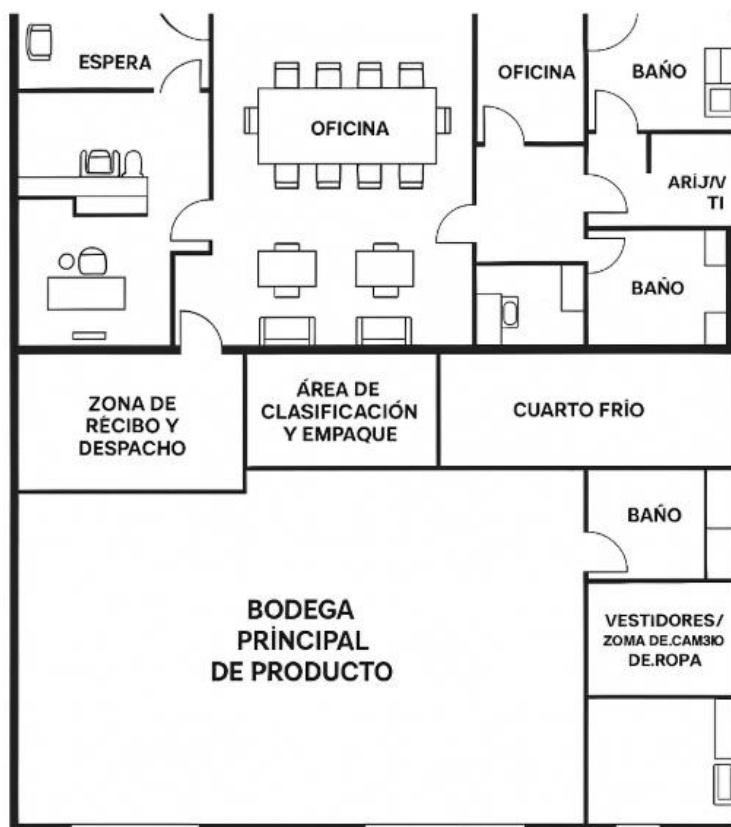 ESPERA
OFICINA
OFICINA
BAÑO
ARÍJ/V
TI
BAÑO
ZONA DE
RÉCIBO Y
DESPACHO
ÁREA DE
CLASIFICACIÓN
Y EMPAQUE
CUARTO FRÍO
BAÑO
BODEGA
PRÍNCIPAL
DE PRODUCTO
VESTIDORES/
ZOMA DE.CAM3IO
DE.ROPA